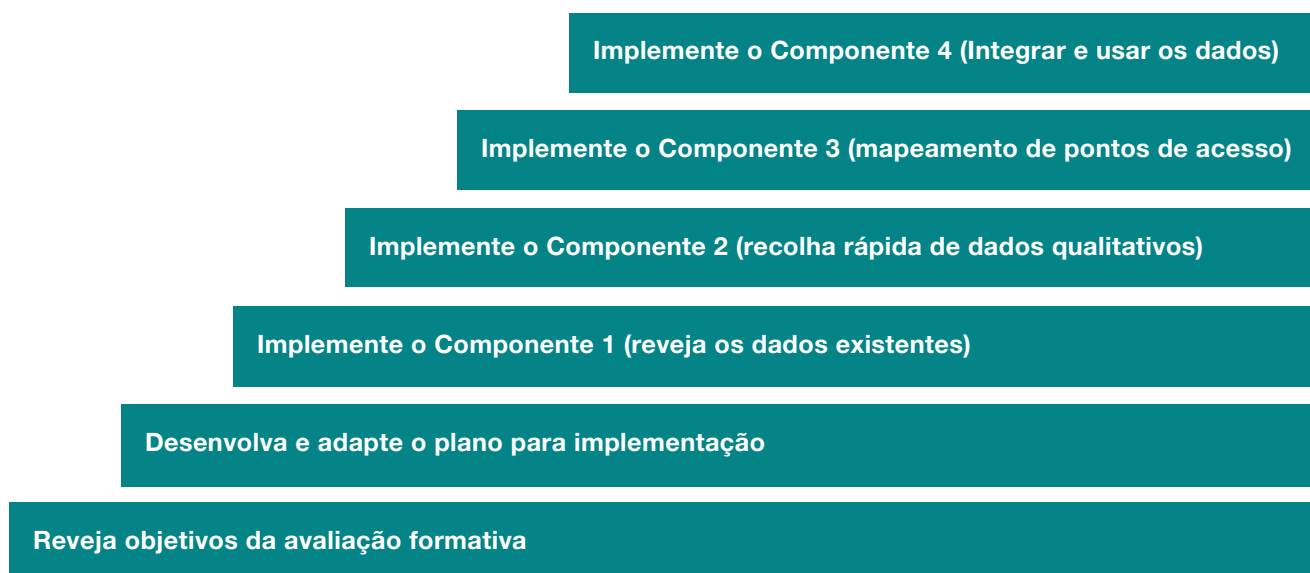 Implemente o Componente 4 (Integrar e usar os dados)
Implemente o Componente 3 (mapeamento de pontos de acesso)
Implemente o Componente 2 (recolha rápida de dados qualitativos)
Implemente o Componente 1 (reveja os dados existentes)
Desenvolva e adapte o plano para implementação
Reveja objetivos da avaliação formativa